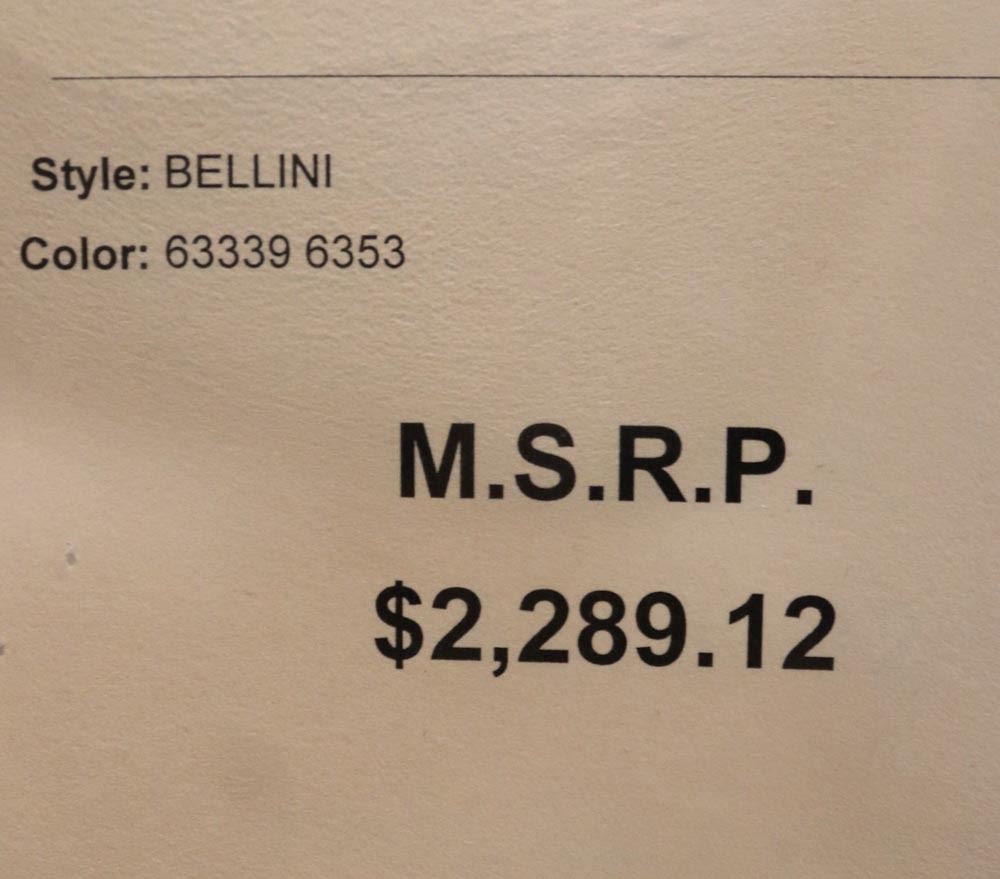 Style: BELLINI
Color: 63339 6353
M.S.R.P.
$2,289.12